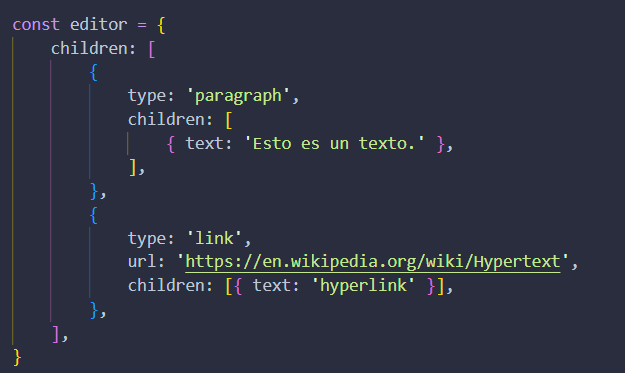 const editor = {
children: [
{
type: 'paragraph',
children: [
{ text: 'Esto es un texto.' },
],
},
{
type: 'link',
url: 'https://en.wikipedia.org/wiki/Hypertext',
children: [{ text: 'hyperlink' }],
},
],
}